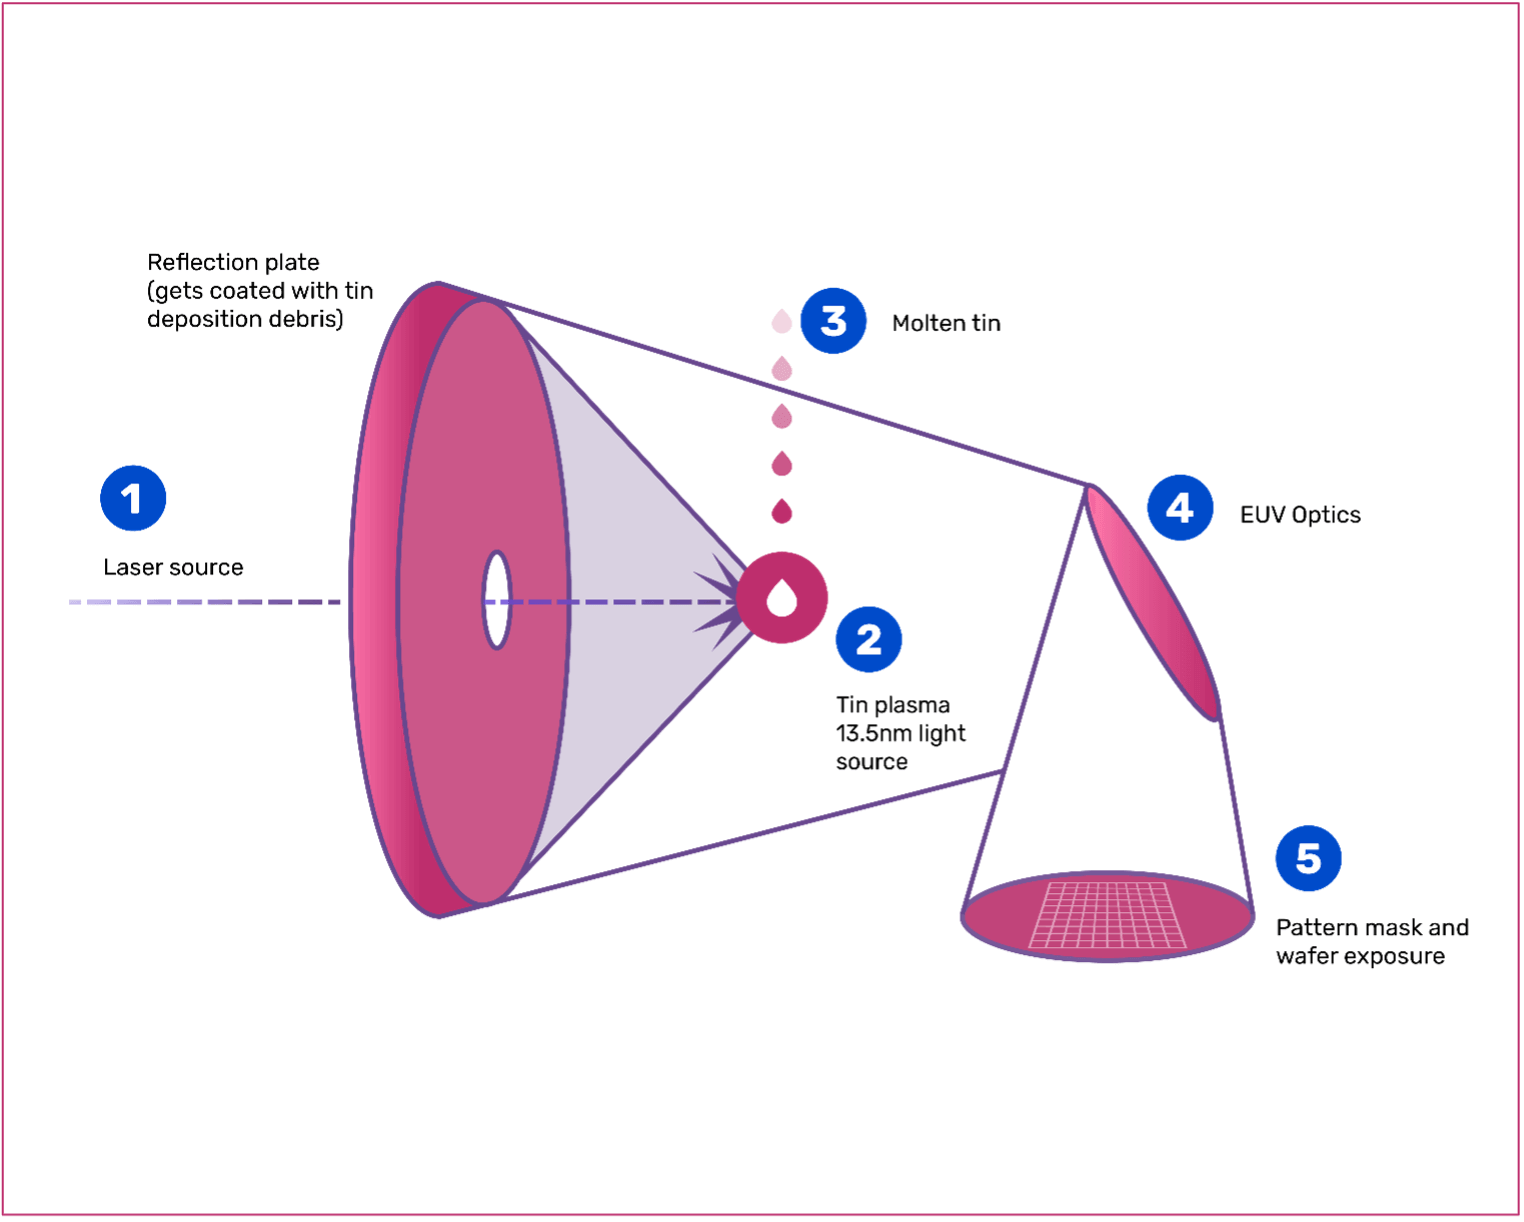 Reflection plate
(gets coated with tin
deposition debris)
1
Laser source
3
Molten tin
2
Tin plasma
13.5nm light
source
4
EUV Optics
5
Pattern mask and
wafer exposure